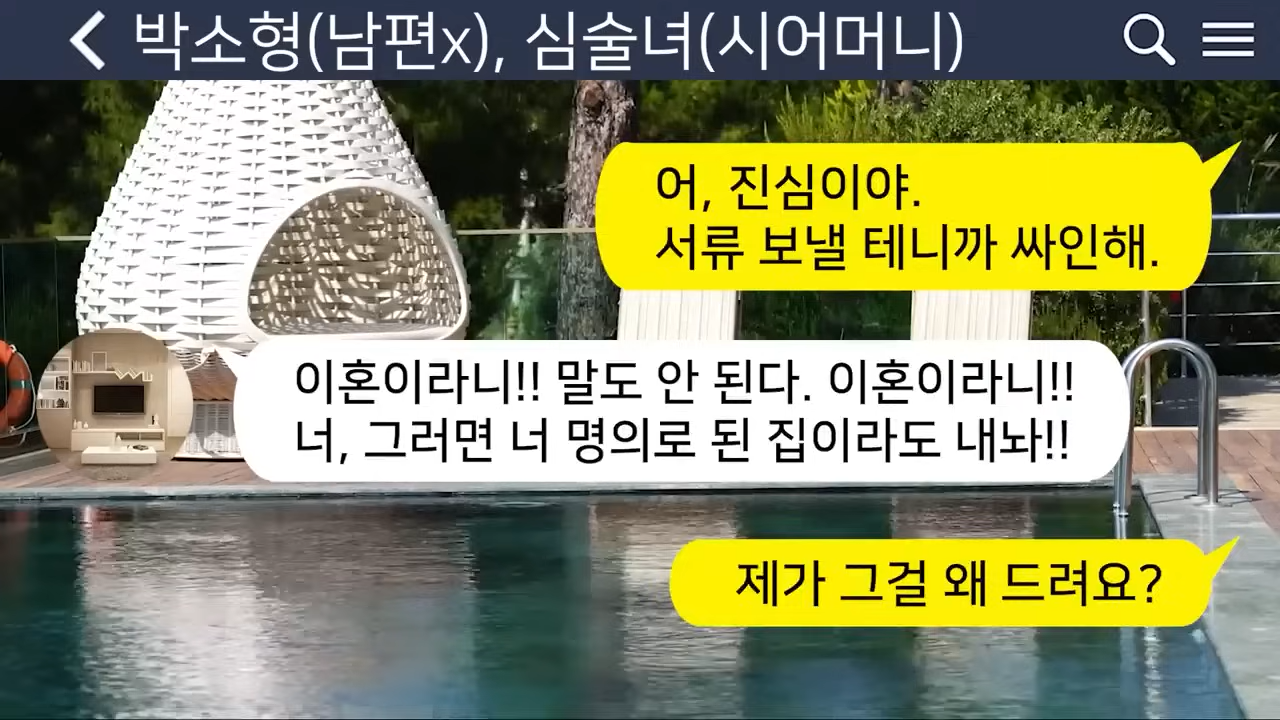 박소형(남편x), 심술녀(시어머니)
어, 진심이야.
서류 보낼 테니까 싸인해.
이혼이라니!! 말도 안 된다. 이혼이라니!!
너, 그러면 너 명의로 된 집이라도 내놔!!
제가 그걸 왜 드려요?